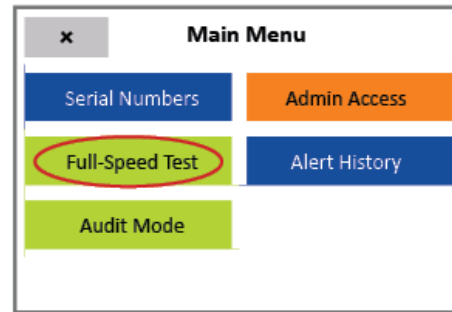 × Main Menu
Serial Numbers Admin Access
Full-Speed Test Alert History
Audit Mode